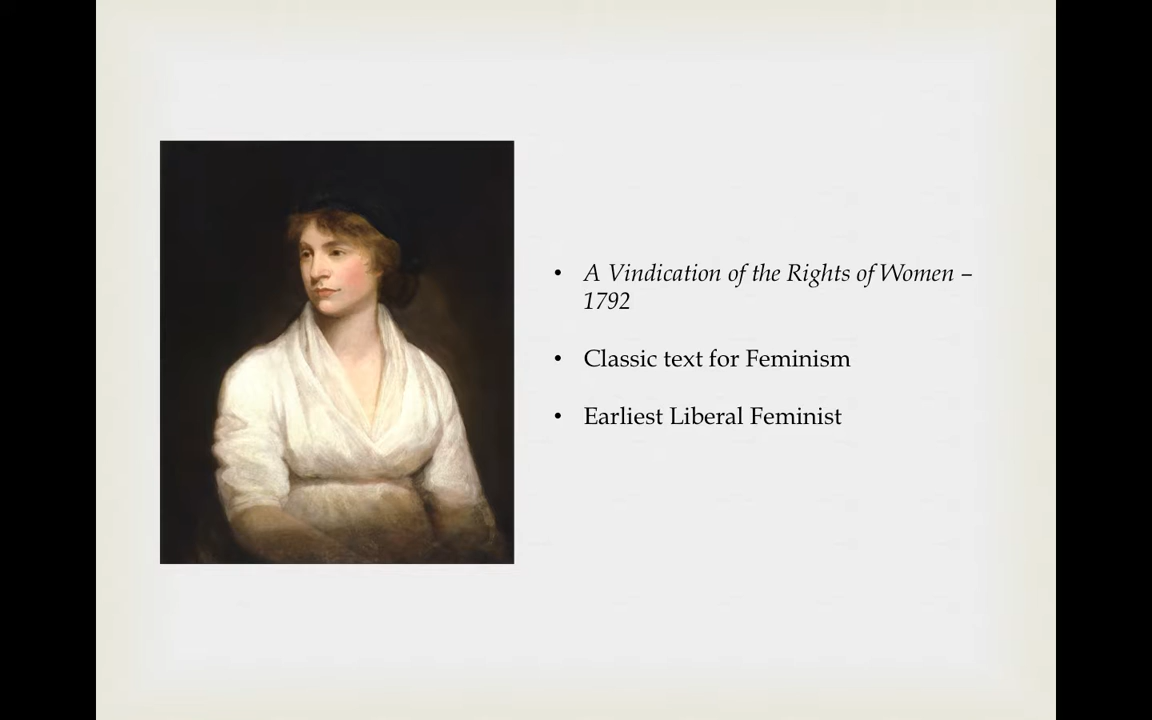 • A Vindication of the Rights of Women –
1792
• Classic text for Feminism
• Earliest Liberal Feminist